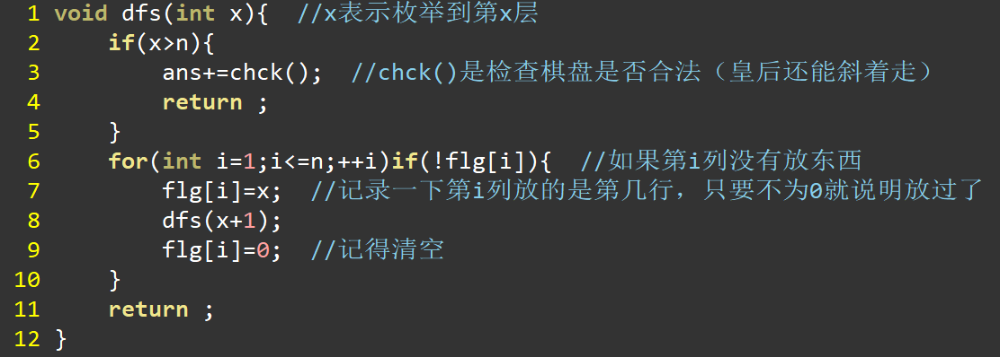 1 void dfs(int x){  //x表示枚举到第x层
2     if(x>n){
3         ans+=chck();  //chck()是检查棋盘是否合法（皇后还能斜着走）
4         return ;
5     }
6     for(int i=1;i<=n;++i)if(!flg[i]){  //如果第i列没有放东西
7         flg[i]=x;  //记录一下第i列放的是第几行，只要不为0就说明放过了
8         dfs(x+1);
9         flg[i]=0;  //记得清空
10     }
11     return ;
12 }